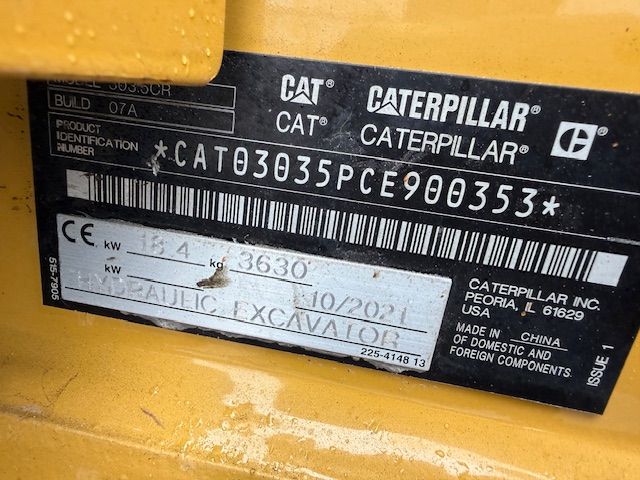 MODEL 303.5CR
BUILD 07A
PRODUCT
IDENTIFICATION
NUMBER
CAT® CATERPILLAR®
CAT® CATERPILLAR®
*CAT03035PCE900353*
CE kW 18.4 kg 3630
kW 10/2021
HYDRAULIC EXCAVATOR
225-4148 13
515-7905
CATERPILLAR INC.
PEORIA, IL 61629
USA
MADE IN CHINA
OF DOMESTIC AND
FOREIGN COMPONENTS
ISSUE 1